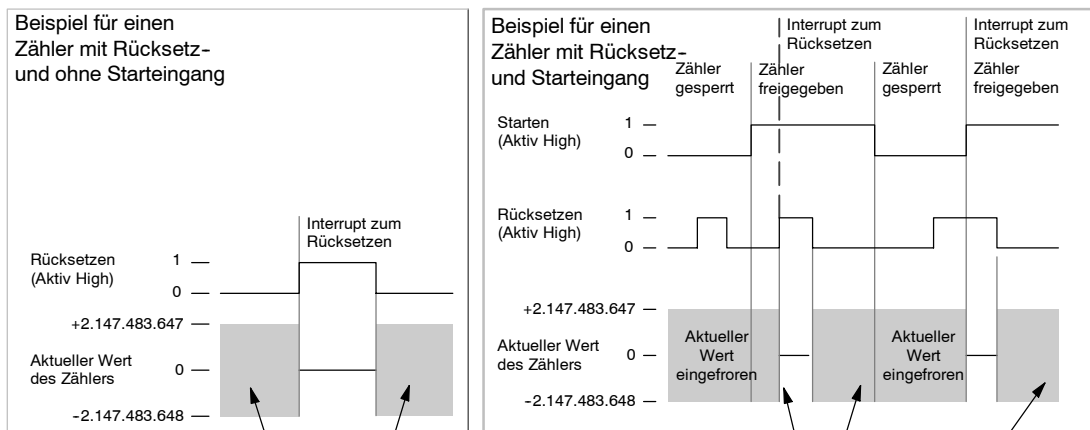 Beispiel für einen
Zähler mit Rücksetz-
und ohne Starteingang
Interrupt zum
Rücksetzen
Rücksetzen
(Aktiv High)
1
0
+2.147.483.647
Aktueller Wert
des Zählers
0
-2.147.483.648
Beispiel für einen
Zähler mit Rücksetz-
und Starteingang
Interrupt zum
Rücksetzen
Interrupt zum
Rücksetzen
Zähler
gesperrt
Zähler
freigegeben
Zähler
gesperrt
Zähler
freigegeben
Starten
(Aktiv High)
1
0
Rücksetzen
(Aktiv High)
1
0
+2.147.483.647
Aktueller Wert
des Zählers
0
-2.147.483.648
Aktueller
Wert
eingefroren
Aktueller
Wert
eingefroren